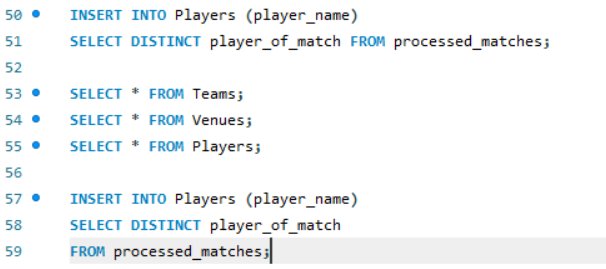 50 INSERT INTO Players (player_name)
51 SELECT DISTINCT player_of_match FROM processed_matches;
52
53 SELECT * FROM Teams;
54 SELECT * FROM Venues;
55 SELECT * FROM Players;
56
57 INSERT INTO Players (player_name)
58 SELECT DISTINCT player_of_match
59 FROM processed_matches;